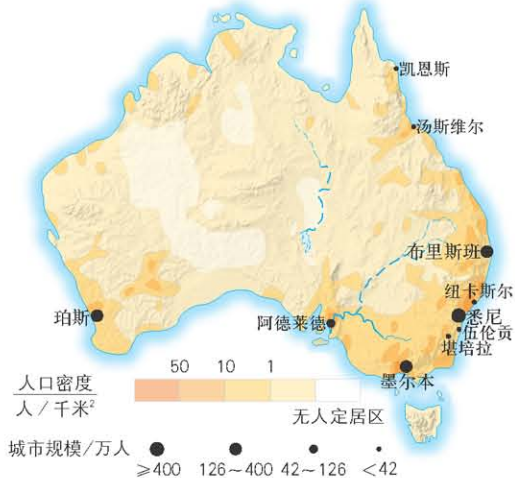 凯恩斯
汤斯维尔
布里斯班
纽卡斯尔
珀斯
阿德莱德
悉尼
伍伦贡
堪培拉
墨尔本
人口密度
人/千米²
50 10 1
无人定居区
城市规模/万人
≥400 126~400 42~126 <42